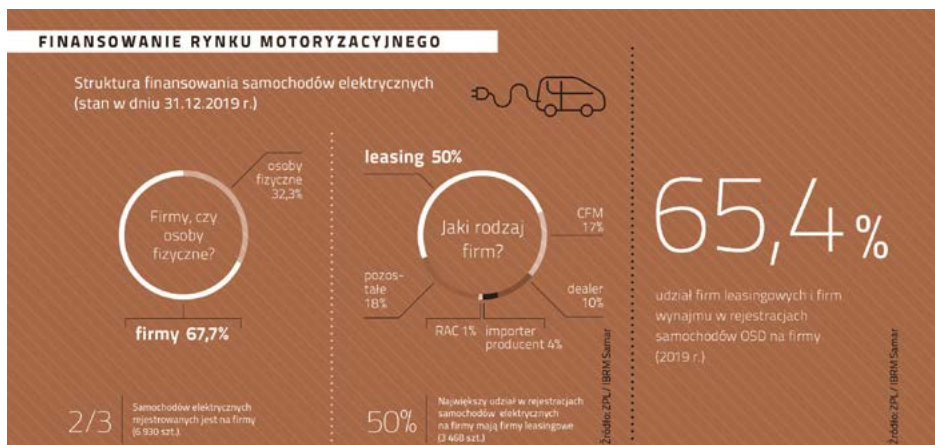 FINANSOWANIE RYNKU MOTORYZACYJNEGO
Struktura finansowania samochodów elektrycznych
(stan w dniu 31.12.2019 r.)
Firmy, czy
osoby
fizyczne?
osoby
fizyczne
32,3%
firmy 67,7%
2/3
Samochodów elektrycznych
rejestrowanych jest na firmy
(6 930 szt.)
leasing 50%
Jaki rodzaj
firm?
CFM
17%
dealer
10%
importer
producent 4%
RAC 1%
pozos-
tałe
18%
50%
Największy udział w rejestracjach
samochodów elektrycznych
na firmy mają firmy leasingowe
(3 460 szt.)
Źródło: ZPL/ IBRM Samar
65,4%
udział firm leasingowych i firm
wynajmu w rejestracjach
samochodów OSD na firmy
(2019 r.)
Źródło: ZPL/ IBRM Samar